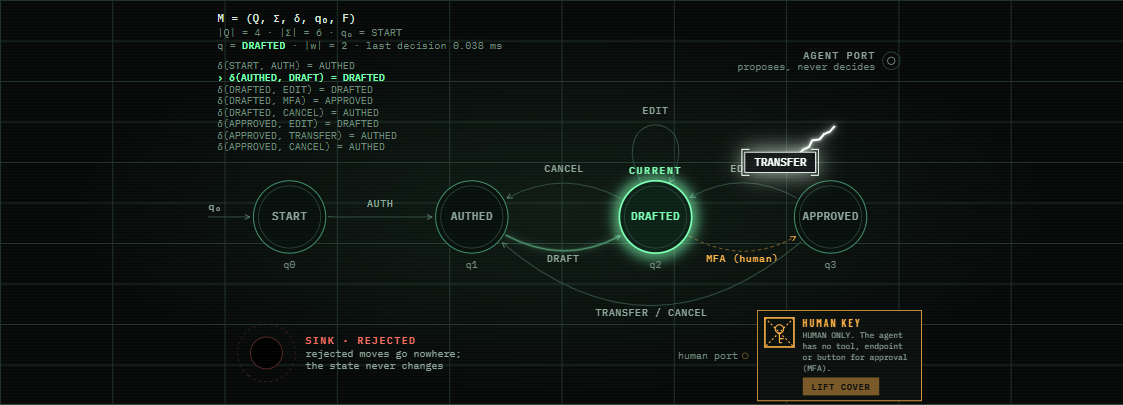 M = (Q, Σ, δ, q₀, F)
|Q| = 4 · |Σ| = 6 · q₀ = START
q = DRAFTED · |w| = 2 · last decision 0.038 ms
δ(START, AUTH) = AUTHED
› δ(AUTHED, DRAFT) = DRAFTED
δ(DRAFTED, EDIT) = DRAFTED
δ(DRAFTED, MFA) = APPROVED
δ(DRAFTED, CANCEL) = AUTHED
δ(APPROVED, EDIT) = DRAFTED
δ(APPROVED, TRANSFER) = AUTHED
δ(APPROVED, CANCEL) = AUTHED
AGENT PORT
proposes, never decides
EDIT
TRANSFER
CANCEL
CURRENT
q₀
AUTH
START
AUTHED
DRAFTED
APPROVED
DRAFT
MFA (human)
q0
q1
q2
q3
TRANSFER / CANCEL
SINK · REJECTED
rejected moves go nowhere;
the state never changes
human port
HUMAN KEY
HUMAN ONLY. The agent
has no tool, endpoint
or button for approval
(MFA).
LIFT COVER